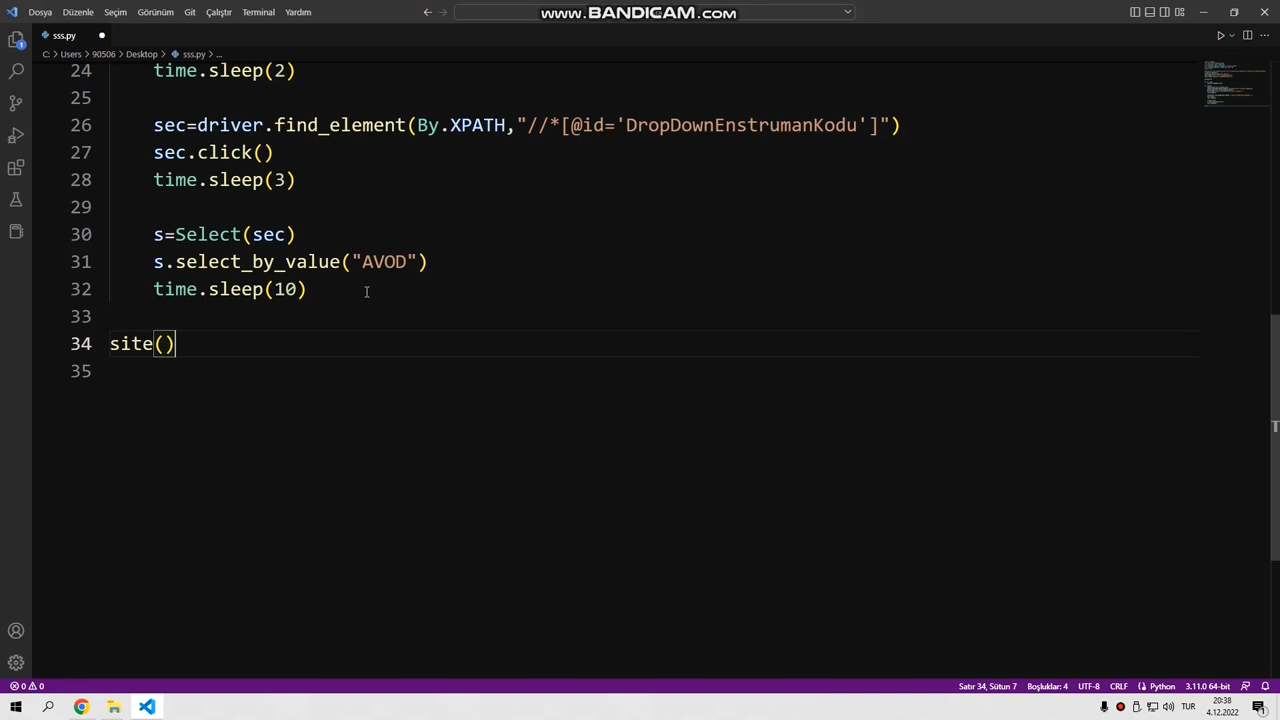 Dosya Düzenle Seçim Görünüm Git Çalıştır Terminal Yardım
www.BANDICAM.com
sss.py
C: > Users > 90506 > Desktop > sss.py > ...
24 time.sleep(2)
25
26 sec=driver.find_element(By.XPATH,"//*[@id='DropDownEnstrumanKodu']")
27 sec.click()
28 time.sleep(3)
29
30 s=Select(sec)
31 s.select_by_value("AVOD")
32 time.sleep(10)
33
34 site()
35
0 0 Satır 34, Sütun 7 Boşluklar: 4 UTF-8 CRLF Python 3.11.0 64-bit
TUR 20:38
4.12.2022